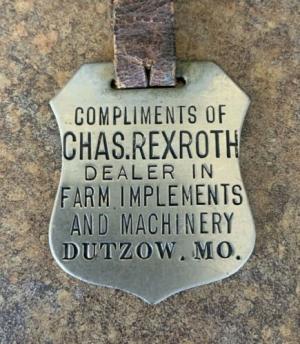 COMPLIMENTS OF
CHAS. REXROTH
DEALER IN
FARM IMPLEMENTS
AND MACHINERY
DUTZOW, MO.